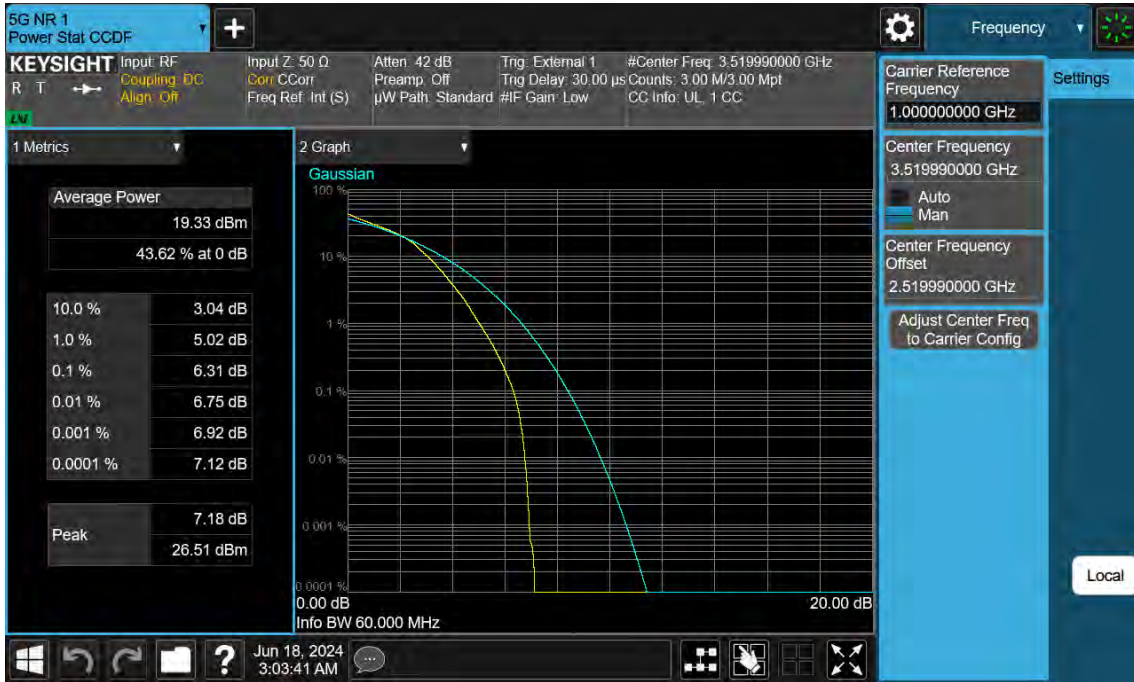 5G NR 1
Power Stat CCDF
Frequency
KEYSIGHT
R T
LNI
Input: RF
Coupling: DC
Align: Off
Input Z: 50 Ω
Corr CCorr
Freq Ref: Int (S)
Atten: 42 dB
Preamp: Off
µW Path: Standard
#IF Gain: Low
Trig: External 1
Trig Delay: 30.00 µs
#Center Freq: 3.519990000 GHz
Counts: 3.00 M/3.00 Mpt
CC Info: UL, 1 CC
1 Metrics
Average Power
19.33 dBm
43.62 % at 0 dB
10.0 % 3.04 dB
1.0 % 5.02 dB
0.1 % 6.31 dB
0.01 % 6.75 dB
0.001 % 6.92 dB
0.0001 % 7.12 dB
Peak
7.18 dB
26.51 dBm
2 Graph
Gaussian
100 %
10 %
1 %
0.1 %
0.01 %
0.001 %
0.0001 %
0.00 dB
20.00 dB
Info BW 60.000 MHz
Carrier Reference
Frequency
1.000000000 GHz
Center Frequency
3.519990000 GHz
Auto
Man
Center Frequency
Offset
2.519990000 GHz
Adjust Center Freq
to Carrier Config
Settings
Local
?
Jun 18, 2024
3:03:41 AM